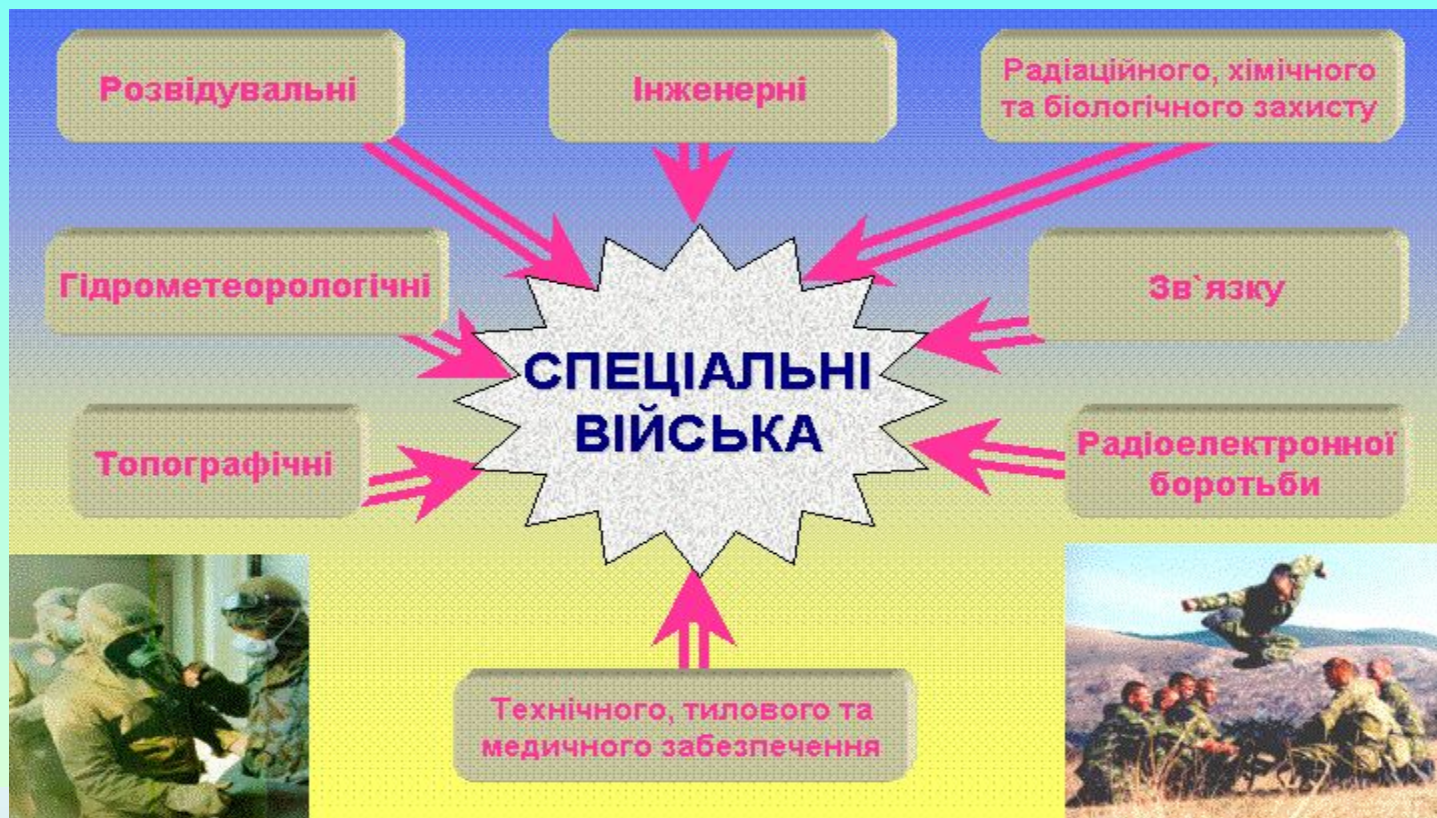 Розвідувальні
Інженерні
Радіаційного, хімічного
та біологічного захисту
Гідрометеорологічні
Зв`язку
СПЕЦІАЛЬНІ
ВІЙСЬКА
Топографічні
Радіоелектронної
боротьби
Технічного, тилового та
медичного забезпечення